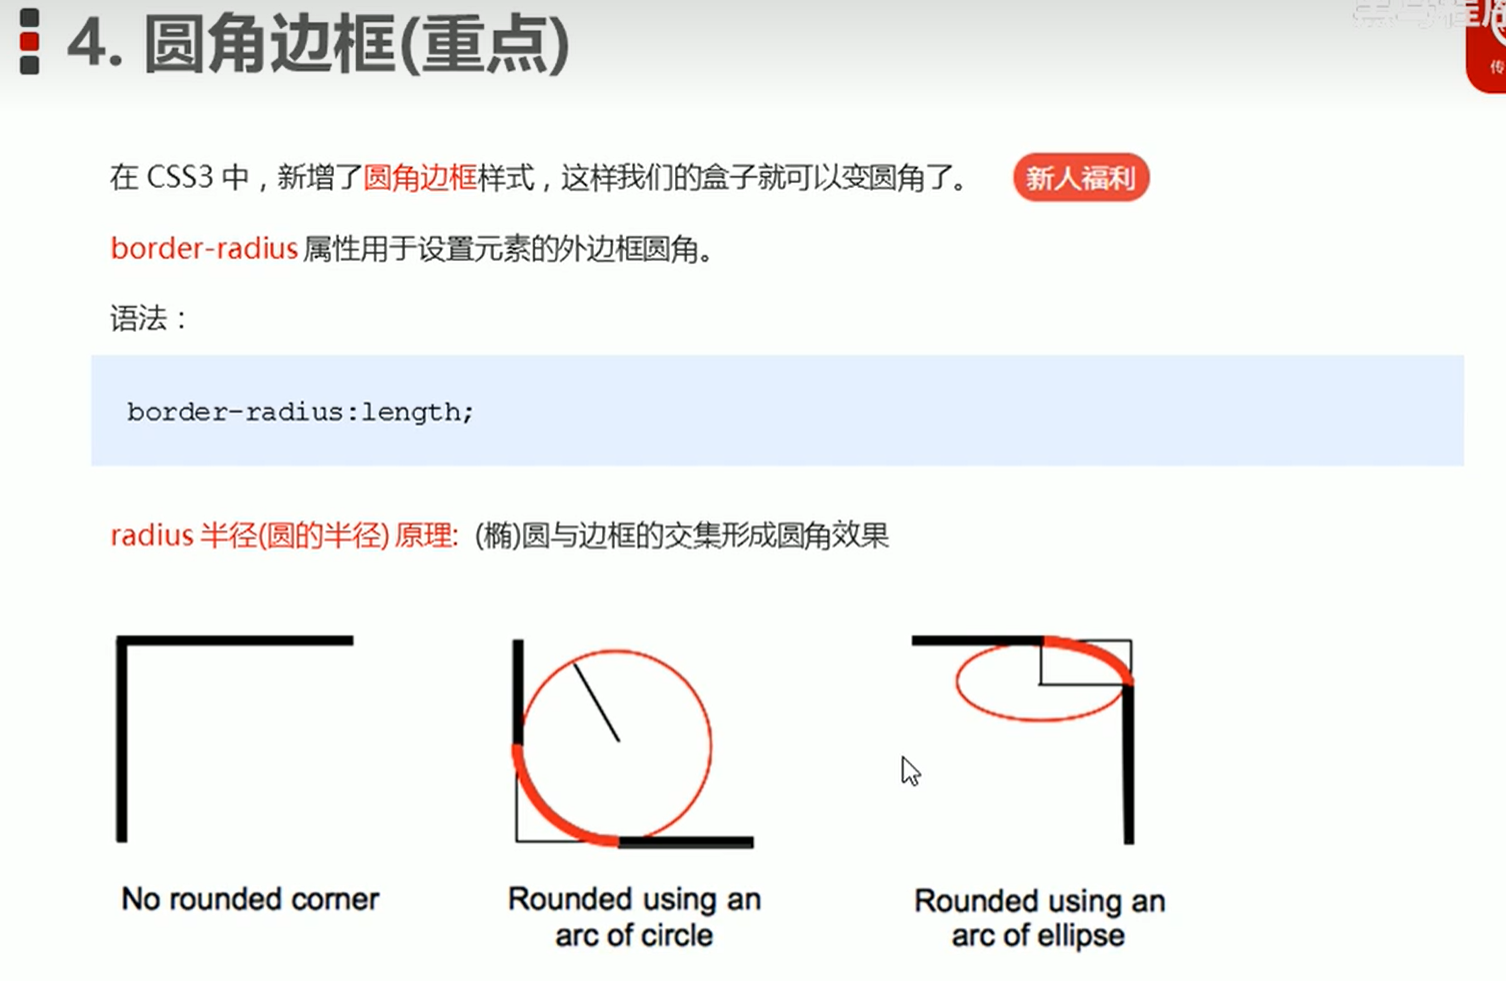 4. 圆角边框(重点)
传
在 CSS3 中，新增了圆角边框样式，这样我们的盒子就可以变圆角了。 新人福利
border-radius 属性用于设置元素的外边框圆角。
语法：
border-radius:length;
radius 半径(圆的半径) 原理: (椭)圆与边框的交集形成圆角效果
No rounded corner
Rounded using an
arc of circle
Rounded using an
arc of ellipse